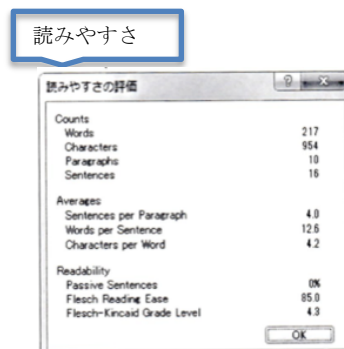 読みやすさ
読みやすさの評価
Counts
Words 217
Characters 954
Paragraphs 10
Sentences 16
Averages
Sentences per Paragraph 4.0
Words per Sentence 12.6
Characters per Word 4.2
Readability
Passive Sentences 0%
Flesch Reading Ease 85.0
Flesch-Kincaid Grade Level 4.3
OK